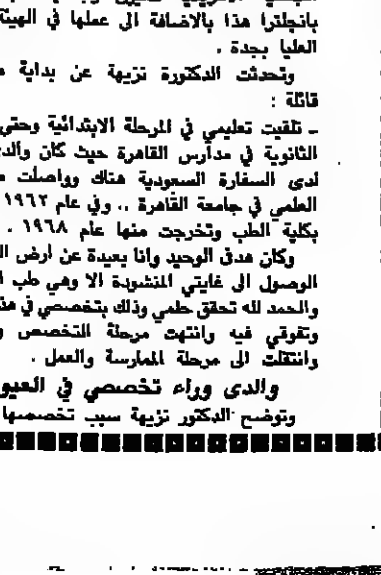 بانجلترا هذا بالاضافة الى عملها في الهيئة
العليا بجدة .
وتحدثت الدكتورة نزيهة عن بداية
قائلة :
ـ تلقيت تعليمي في المرحلة الابتدائية وحتى
الثانوية في مدارس القاهرة حيث كان والدي
لدى السفارة السعودية هناك وواصلت
العلمي في جامعة القاهرة .. وفي عام ١٩٦٢
بكلية الطب وتخرجت منها عام ١٩٦٨ .
وكان هدفى الوحيد وانا بعيدة عن ارض
الوصول الى غايتي المنشودة الا وهي طب
والحمد لله تحقق حلمي وذلك بتخصصي في
وتفوقي فيه وانتهت مرحلة التخصص
وانتقلت الى مرحلة الممارسة والعمل .
والدى وراء تخصصي في
وتوضح الدكتور نزيهة سبب تخصصها